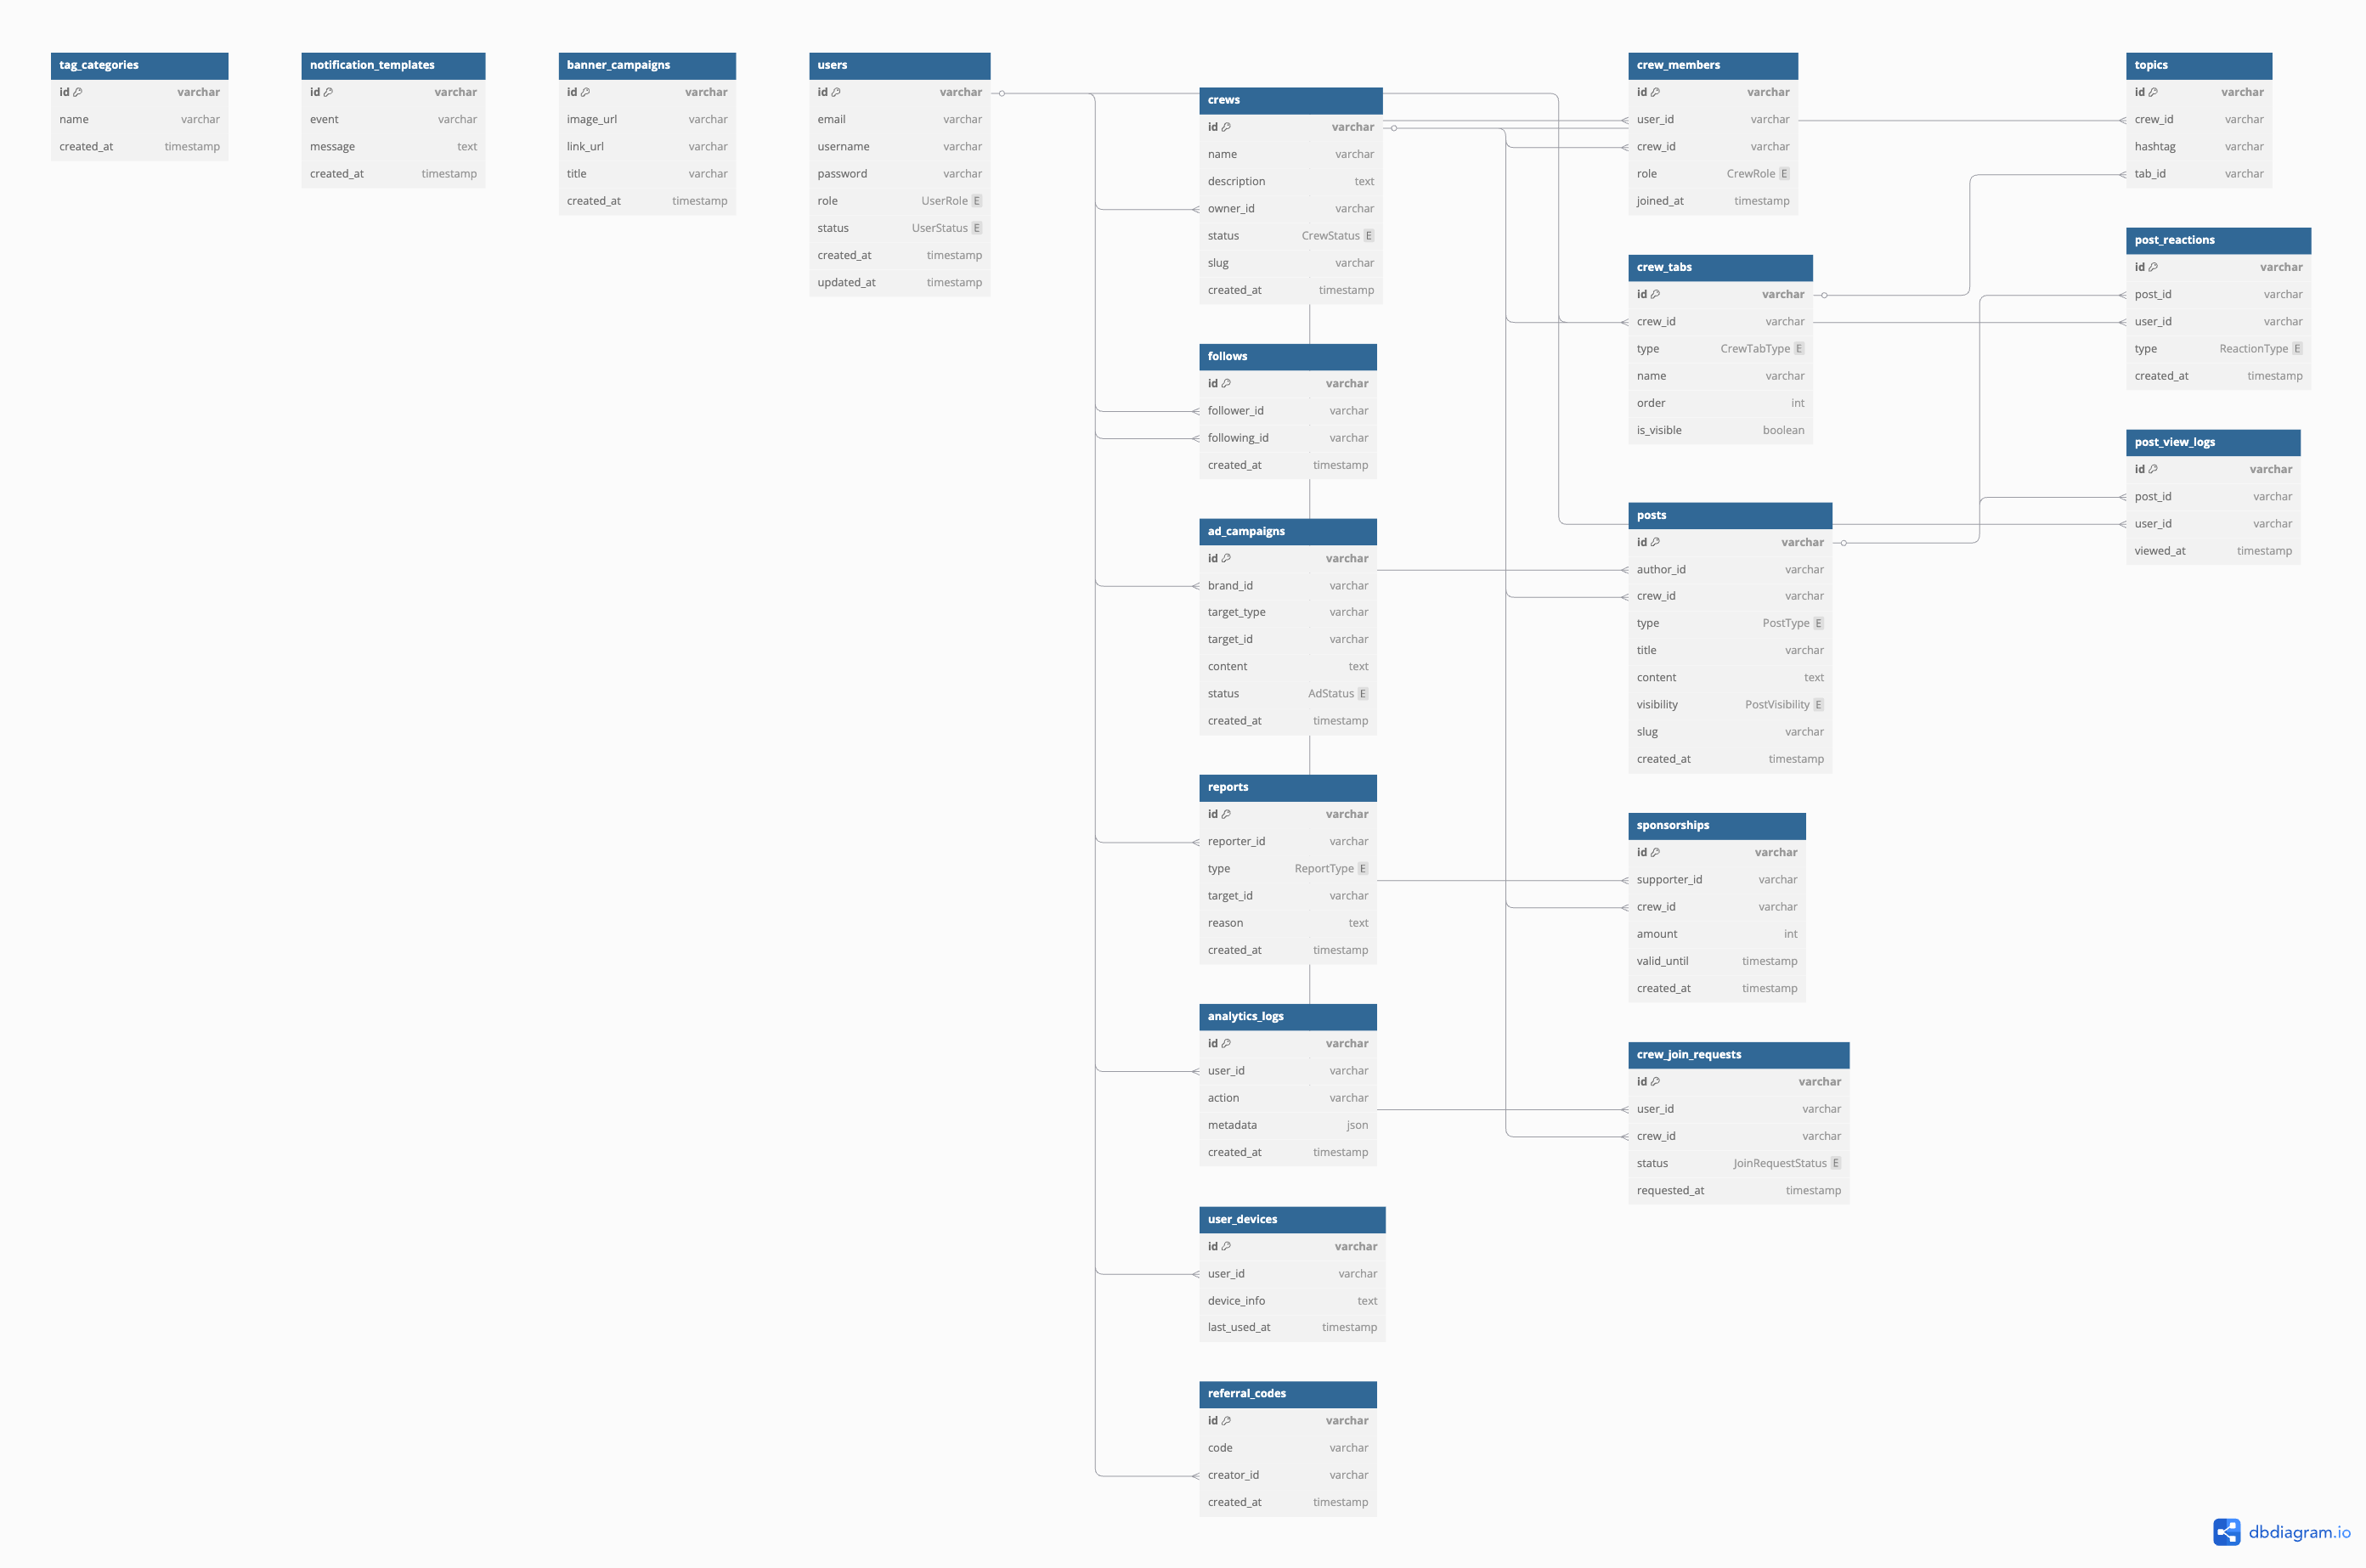 tag_categories
id varchar
name varchar
created_at timestamp
notification_templates
id varchar
event varchar
message text
created_at timestamp
banner_campaigns
id varchar
image_url varchar
link_url varchar
title varchar
created_at timestamp
users
id varchar
email varchar
username varchar
password varchar
role UserRole E
status UserStatus E
created_at timestamp
updated_at timestamp
crews
id varchar
name varchar
description text
owner_id varchar
status CrewStatus E
slug varchar
created_at timestamp
follows
id varchar
follower_id varchar
following_id varchar
created_at timestamp
ad_campaigns
id varchar
brand_id varchar
target_type varchar
target_id varchar
content text
status AdStatus E
created_at timestamp
reports
id varchar
reporter_id varchar
type ReportType E
target_id varchar
reason text
created_at timestamp
analytics_logs
id varchar
user_id varchar
action varchar
metadata json
created_at timestamp
user_devices
id varchar
user_id varchar
device_info text
last_used_at timestamp
referral_codes
id varchar
code varchar
creator_id varchar
created_at timestamp
crew_members
id varchar
user_id varchar
crew_id varchar
role CrewRole E
joined_at timestamp
crew_tabs
id varchar
crew_id varchar
type CrewTabType E
name varchar
order int
is_visible boolean
posts
id varchar
author_id varchar
crew_id varchar
type PostType E
title varchar
content text
visibility PostVisibility E
slug varchar
created_at timestamp
sponsorships
id varchar
supporter_id varchar
crew_id varchar
amount int
valid_until timestamp
created_at timestamp
crew_join_requests
id varchar
user_id varchar
crew_id varchar
status JoinRequestStatus E
requested_at timestamp
topics
id varchar
crew_id varchar
hashtag varchar
tab_id varchar
post_reactions
id varchar
post_id varchar
user_id varchar
type ReactionType E
created_at timestamp
post_view_logs
id varchar
post_id varchar
user_id varchar
viewed_at timestamp
dbdiagram.io